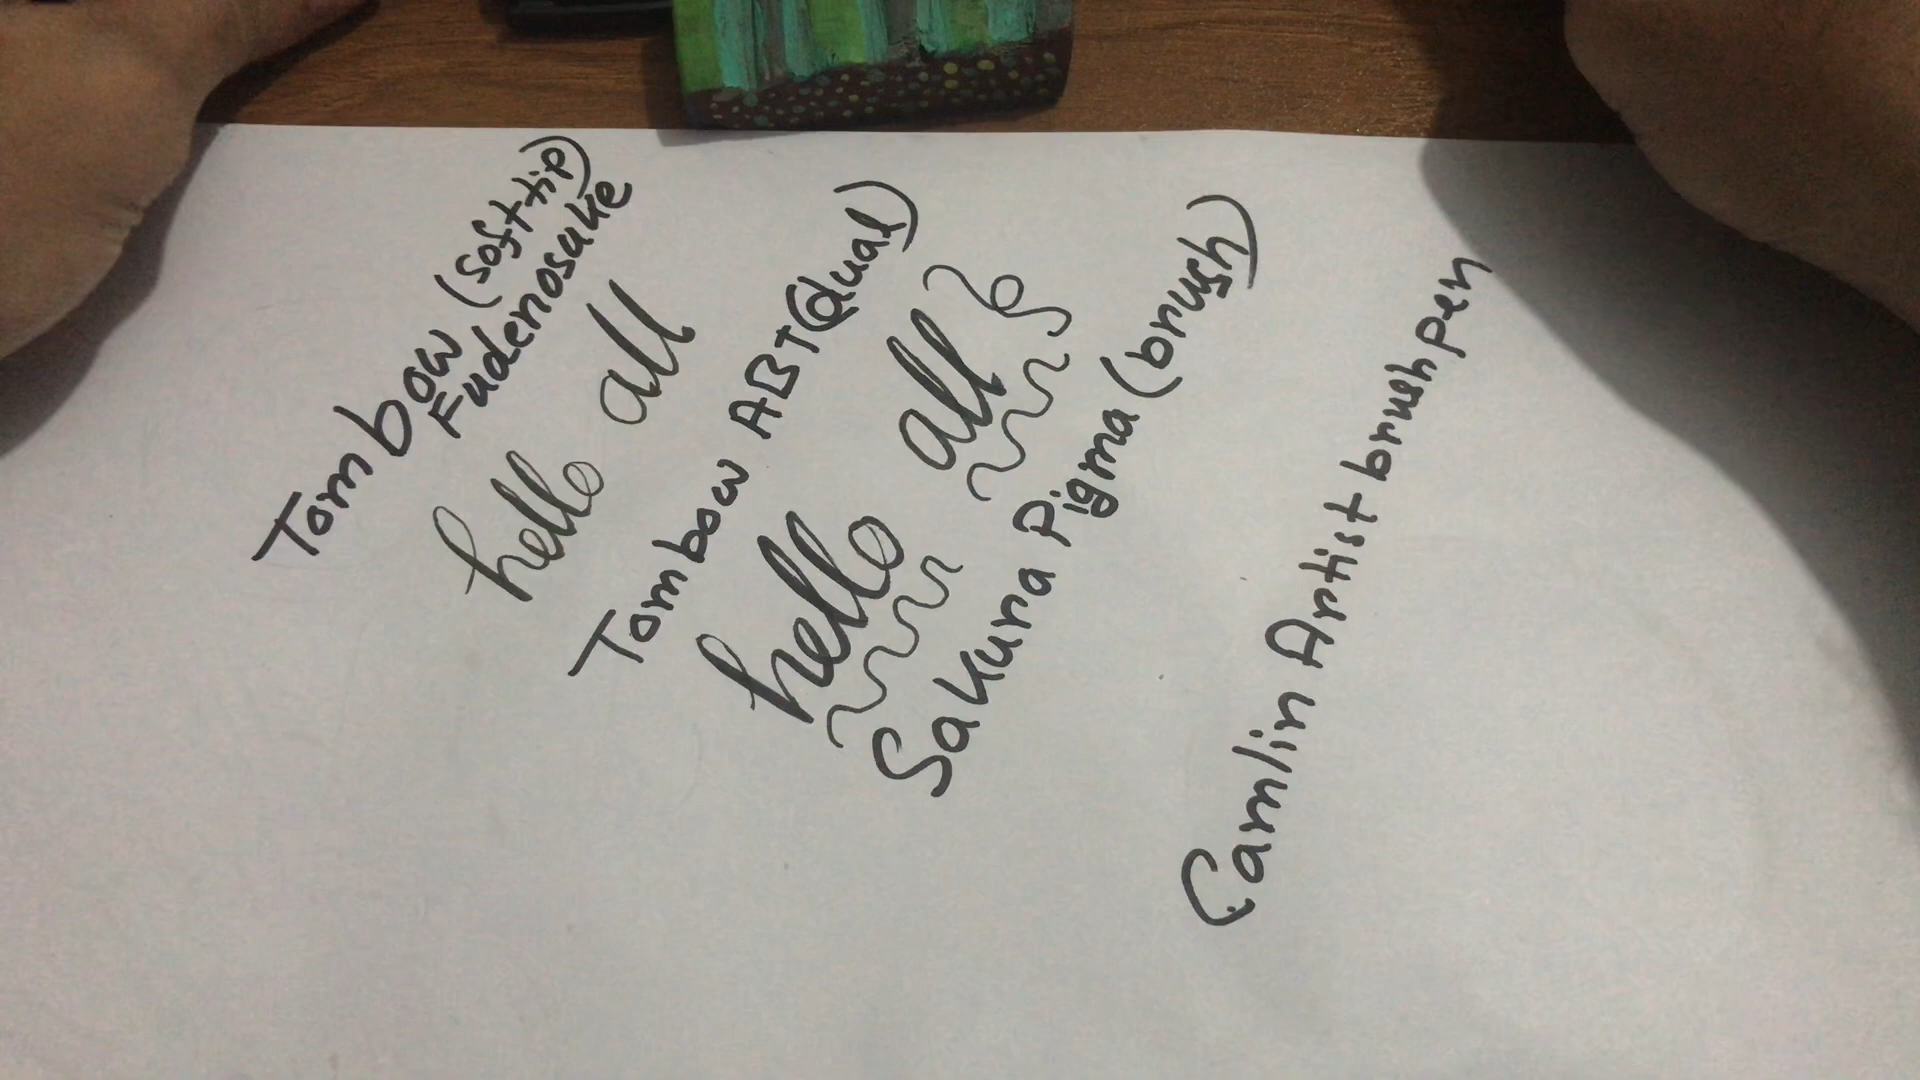 Tombow (soft tip)
Fudenosuke
hello all
Tombow ABT (dual)
hello all
Sakura Pigma (brush)
Camlin Artist brush pen